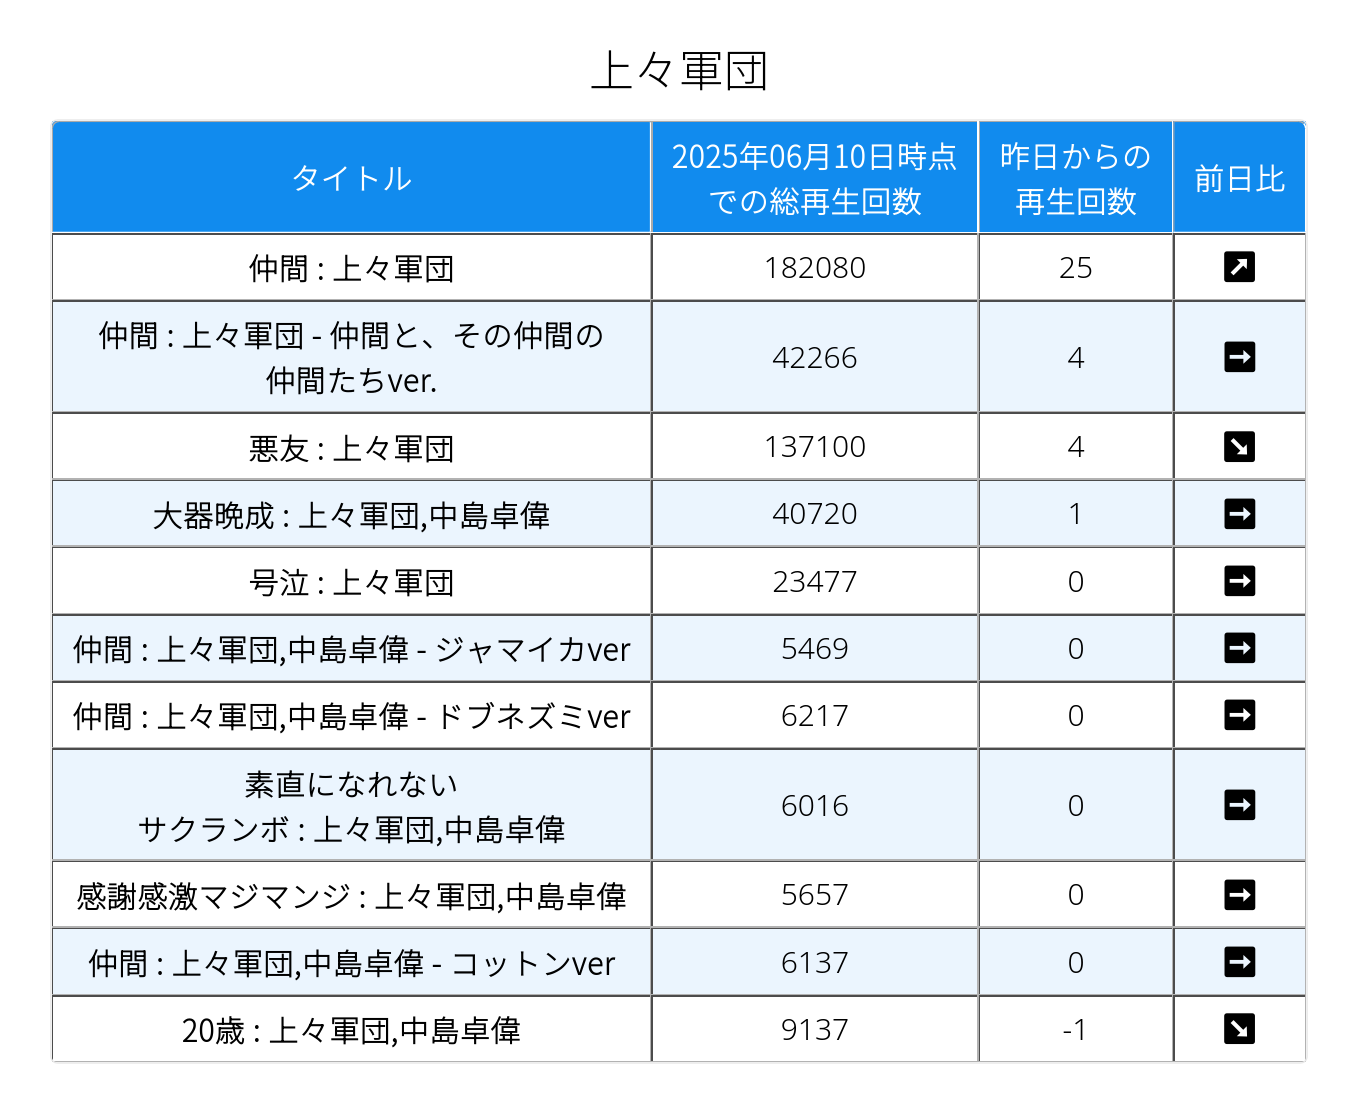 上々軍団
タイトル
2025年06月10日時点
での総再生回数
昨日からの
再生回数
前日比
仲間 : 上々軍団
182080
25
仲間 : 上々軍団 - 仲間と、その仲間の
仲間たちver.
42266
4
悪友 : 上々軍団
137100
4
大器晩成 : 上々軍団,中島卓偉
40720
1
号泣 : 上々軍団
23477
0
仲間 : 上々軍団,中島卓偉 - ジャマイカver
5469
0
仲間 : 上々軍団,中島卓偉 - ドブネズミver
6217
0
素直になれない
サクランボ : 上々軍団,中島卓偉
6016
0
感謝感激マジマンジ : 上々軍団,中島卓偉
5657
0
仲間 : 上々軍団,中島卓偉 - コットンver
6137
0
20歳 : 上々軍団,中島卓偉
9137
-1